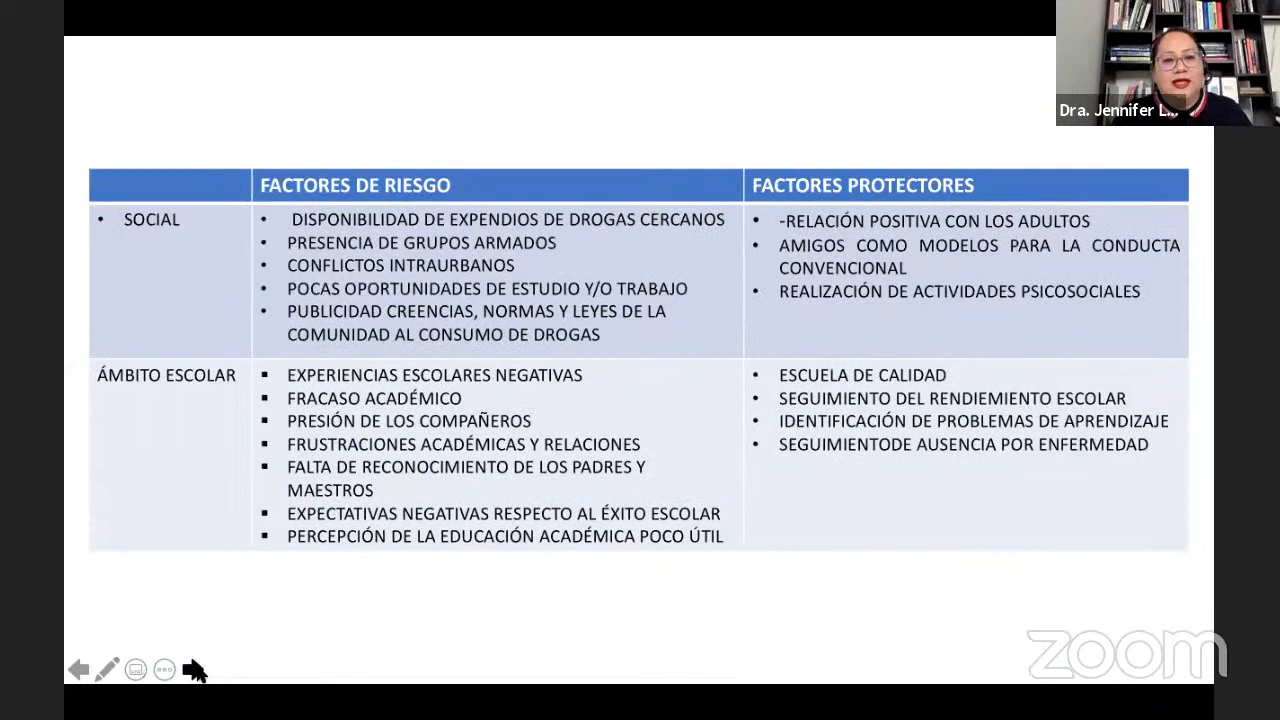 Dra. Jennifer L...
FACTORES DE RIESGO
FACTORES PROTECTORES
• SOCIAL
• DISPONIBILIDAD DE EXPENDIOS DE DROGAS CERCANOS
• PRESENCIA DE GRUPOS ARMADOS
• CONFLICTOS INTRAURBANOS
• POCAS OPORTUNIDADES DE ESTUDIO Y/O TRABAJO
• PUBLICIDAD CREENCIAS, NORMAS Y LEYES DE LA
COMUNIDAD AL CONSUMO DE DROGAS
• -RELACIÓN POSITIVA CON LOS ADULTOS
• AMIGOS COMO MODELOS PARA LA CONDUCTA
CONVENCIONAL
• REALIZACIÓN DE ACTIVIDADES PSICOSOCIALES
ÁMBITO ESCOLAR
▪ EXPERIENCIAS ESCOLARES NEGATIVAS
▪ FRACASO ACADÉMICO
▪ PRESIÓN DE LOS COMPAÑEROS
▪ FRUSTRACIONES ACADÉMICAS Y RELACIONES
▪ FALTA DE RECONOCIMIENTO DE LOS PADRES Y
MAESTROS
▪ EXPECTATIVAS NEGATIVAS RESPECTO AL ÉXITO ESCOLAR
▪ PERCEPCIÓN DE LA EDUCACIÓN ACADÉMICA POCO ÚTIL
• ESCUELA DE CALIDAD
• SEGUIMIENTO DEL RENDIEMIENTO ESCOLAR
• IDENTIFICACIÓN DE PROBLEMAS DE APRENDIZAJE
• SEGUIMIENTODE AUSENCIA POR ENFERMEDAD
zoom